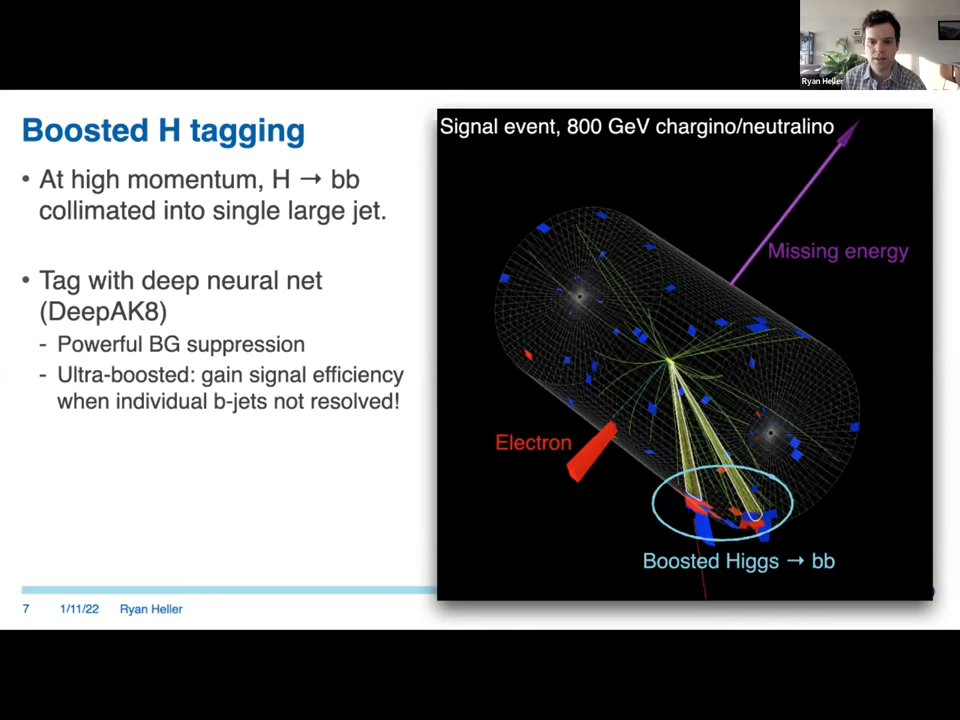 Ryan Heller
Boosted H tagging
Signal event, 800 GeV chargino/neutralino
• At high momentum, H → bb
collimated into single large jet.
Missing energy
• Tag with deep neural net
(DeepAK8)
- Powerful BG suppression
- Ultra-boosted: gain signal efficiency
when individual b-jets not resolved!
Electron
Boosted Higgs → bb
7 1/11/22 Ryan Heller